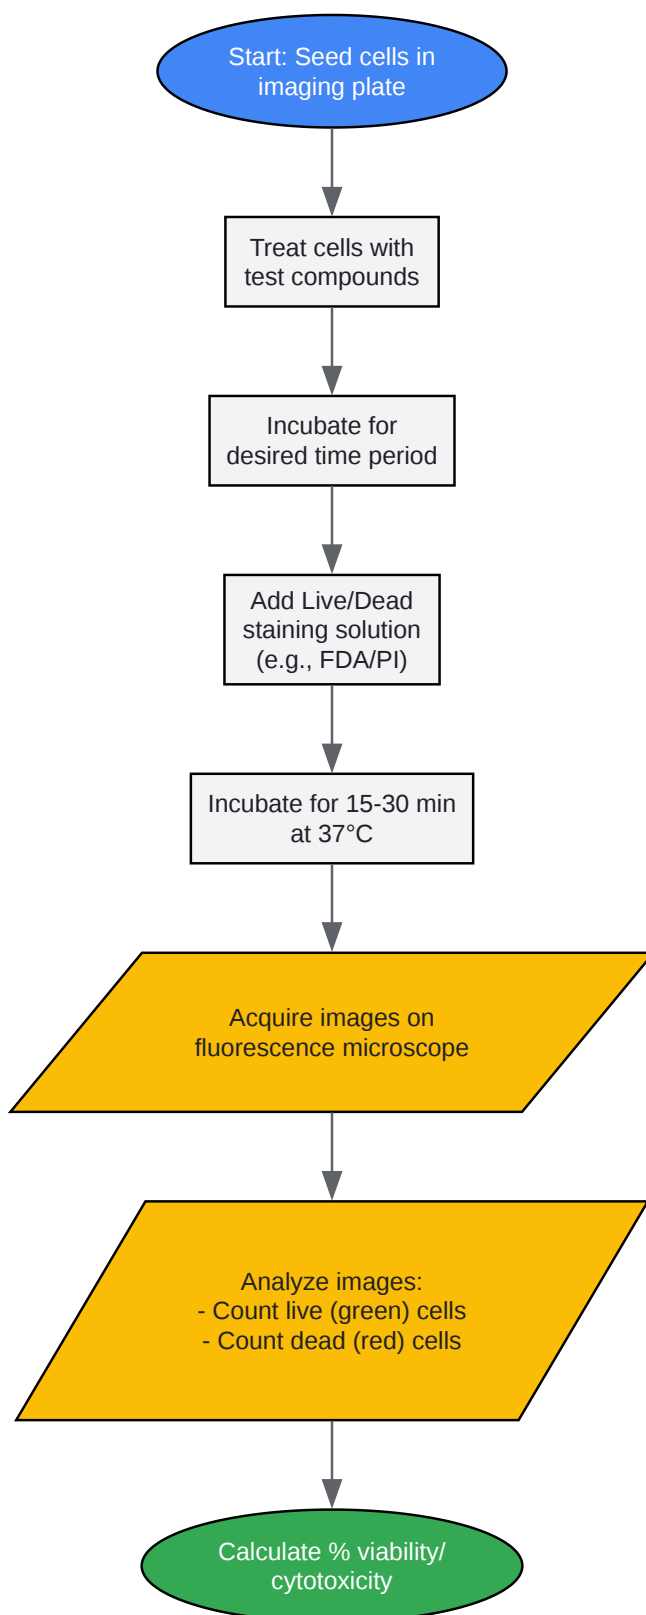 Start: Seed cells in
imaging plate
Treat cells with
test compounds
Incubate for
desired time period
Add Live/Dead
staining solution
(e.g., FDA/PI)
Incubate for 15-30 min
at 37°C
Acquire images on
fluorescence microscope
Analyze images:
- Count live (green) cells
- Count dead (red) cells
Calculate % viability/
cytotoxicity